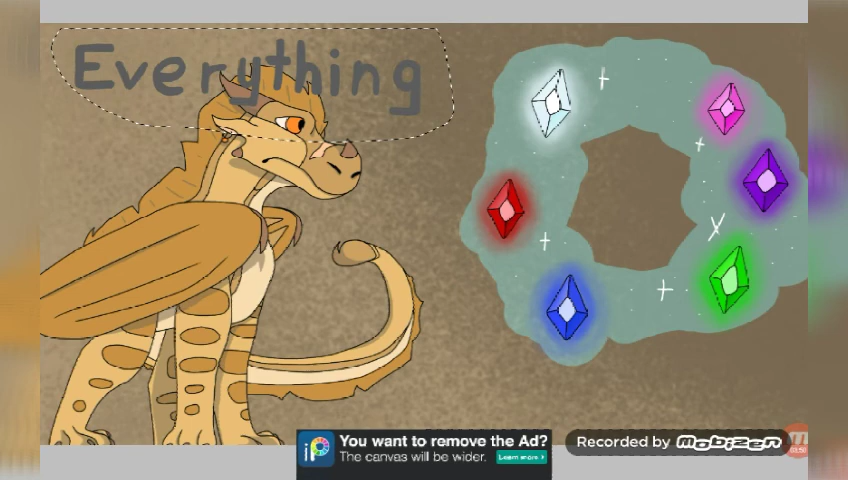 Everything
You want to remove the Ad?
The canvas will be wider.
Learn more >
Recorded by Mobizen